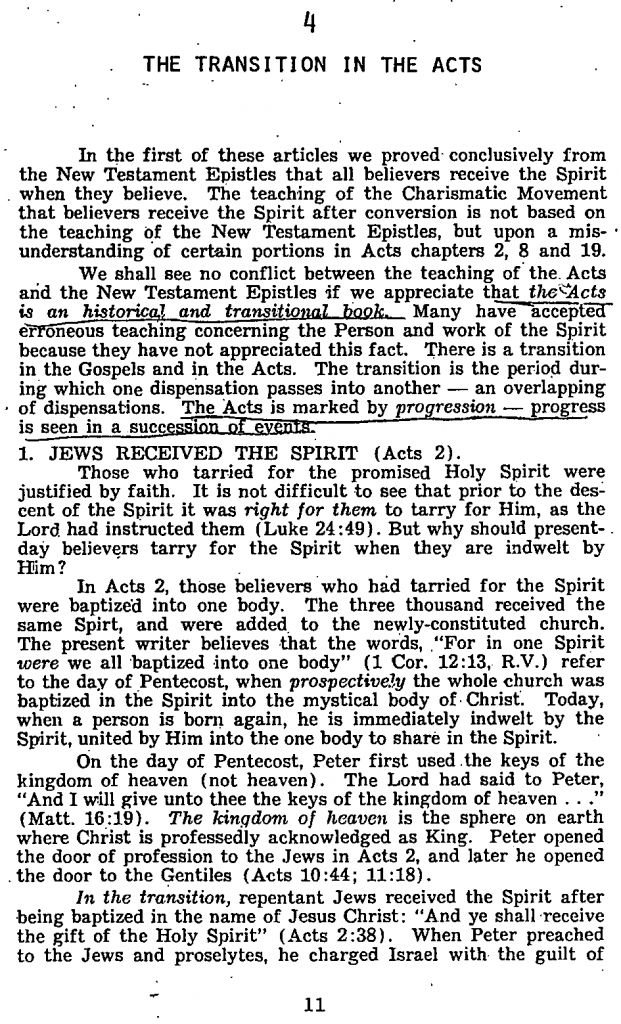 4
THE TRANSITION IN THE ACTS
In the first of these articles we proved conclusively from
the New Testament Epistles that all believers receive the Spirit
when they believe. The teaching of the Charismatic Movement
that believers receive the Spirit after conversion is not based on
the teaching of the New Testament Epistles, but upon a mis-
understanding of certain portions in Acts chapters 2, 8 and 19.
We shall see no conflict between the teaching of the Acts
and the New Testament Epistles if we appreciate that the Acts
is an historical and transitional book. Many have accepted
erroneous teaching concerning the Person and work of the Spirit
because they have not appreciated this fact. There is a transition
in the Gospels and in the Acts. The transition is the period dur-
ing which one dispensation passes into another — an overlapping
of dispensations. The Acts is marked by progression — progress
is seen in a succession of events.
1. JEWS RECEIVED THE SPIRIT (Acts 2).
Those who tarried for the promised Holy Spirit were
justified by faith. It is not difficult to see that prior to the des-
cent of the Spirit it was right for them to tarry for Him, as the
Lord had instructed them (Luke 24:49). But why should present-
day believers tarry for the Spirit when they are indwelt by
Him?
In Acts 2, those believers who had tarried for the Spirit
were baptized into one body. The three thousand received the
same Spirt, and were added to the newly-constituted church.
The present writer believes that the words, "For in one Spirit
were we all baptized into one body" (1 Cor. 12:13, R.V.) refer
to the day of Pentecost, when prospectively the whole church was
baptized in the Spirit into the mystical body of Christ. Today,
when a person is born again, he is immediately indwelt by the
Spirit, united by Him into the one body to share in the Spirit.
On the day of Pentecost, Peter first used the keys of the
kingdom of heaven (not heaven). The Lord had said to Peter,
"And I will give unto thee the keys of the kingdom of heaven . . ."
(Matt. 16:19). The kingdom of heaven is the sphere on earth
where Christ is professedly acknowledged as King. Peter opened
the door of profession to the Jews in Acts 2, and later he opened
the door to the Gentiles (Acts 10:44; 11:18).
In the transition, repentant Jews received the Spirit after
being baptized in the name of Jesus Christ: "And ye shall receive
the gift of the Holy Spirit" (Acts 2:38). When Peter preached
to the Jews and proselytes, he charged Israel with the guilt of
11